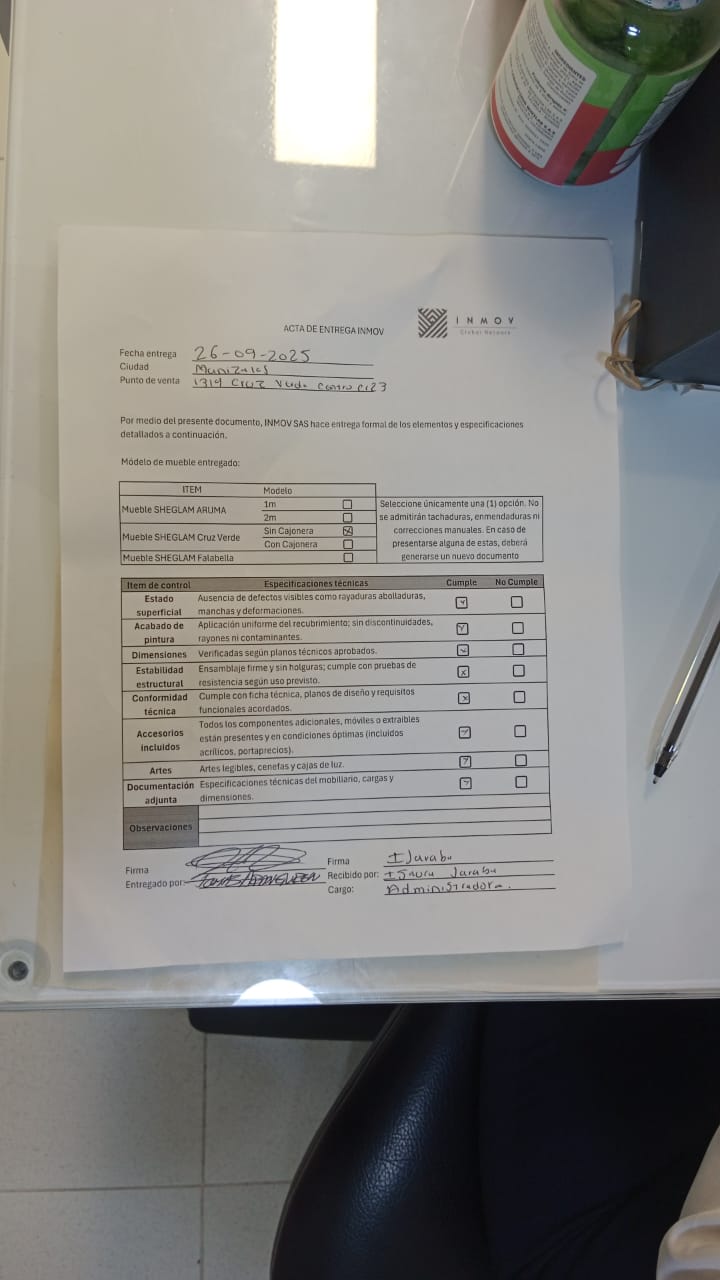 INGREDIENTES
INMOV
Global Network
ACTA DE ENTREGA INMOV
Fecha entrega 26-09-2025
Ciudad Manizales
Punto de venta 1314 Cruz Verde Centro Cr23
Por medio del presente documento, INMOV SAS hace entrega formal de los elementos y especificaciones
detallados a continuación.
Módelo de mueble entregado:
ITEM Modelo
Mueble SHEGLAM ARUMA 1m
2m
Mueble SHEGLAM Cruz Verde Sin Cajonera X
Con Cajonera
Mueble SHEGLAM Falabella
Seleccione únicamente una (1) opción. No
se admitirán tachaduras, enmendaduras ni
correcciones manuales. En caso de
presentarse alguna de estas, deberá
generarse un nuevo documento
Item de control Especificaciones técnicas Cumple No Cumple
Estado
superficial
Ausencia de defectos visibles como rayaduras abolladuras,
manchas y deformaciones.
Acabado de
pintura
Aplicación uniforme del recubrimiento; sin discontinuidades,
rayones ni contaminantes.
Dimensiones Verificadas según planos técnicos aprobados.
Estabilidad
estructural
Ensamblaje firme y sin holguras; cumple con pruebas de
resistencia según uso previsto.
Conformidad
técnica
Cumple con ficha técnica, planos de diseño y requisitos
funcionales acordados.
Accesorios
incluidos
Todos los componentes adicionales, móviles o extraíbles
están presentes y en condiciones óptimas (incluidos
acrílicos, portaprecios).
Artes Artes legibles, cenefas y cajas de luz.
Documentación
adjunta
Especificaciones técnicas del mobiliario, cargas y
dimensiones.
Observaciones
Firma
Entregado por:
Firma IJarabu
Recibido por: Isaura Jarabu
Cargo: Administradora.